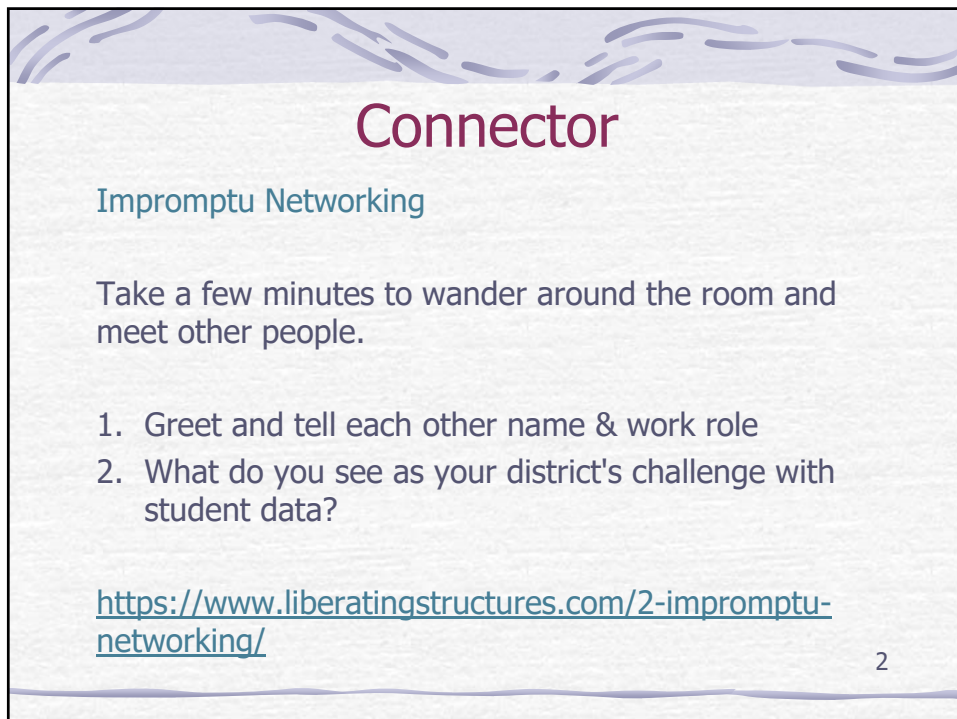 Connector
Impromptu Networking
Take a few minutes to wander around the room and
meet other people.
1. Greet and tell each other name & work role
2. What do you see as your district's challenge with
student data?
https://www.liberatingstructures.com/2-impromptu-
networking/
2